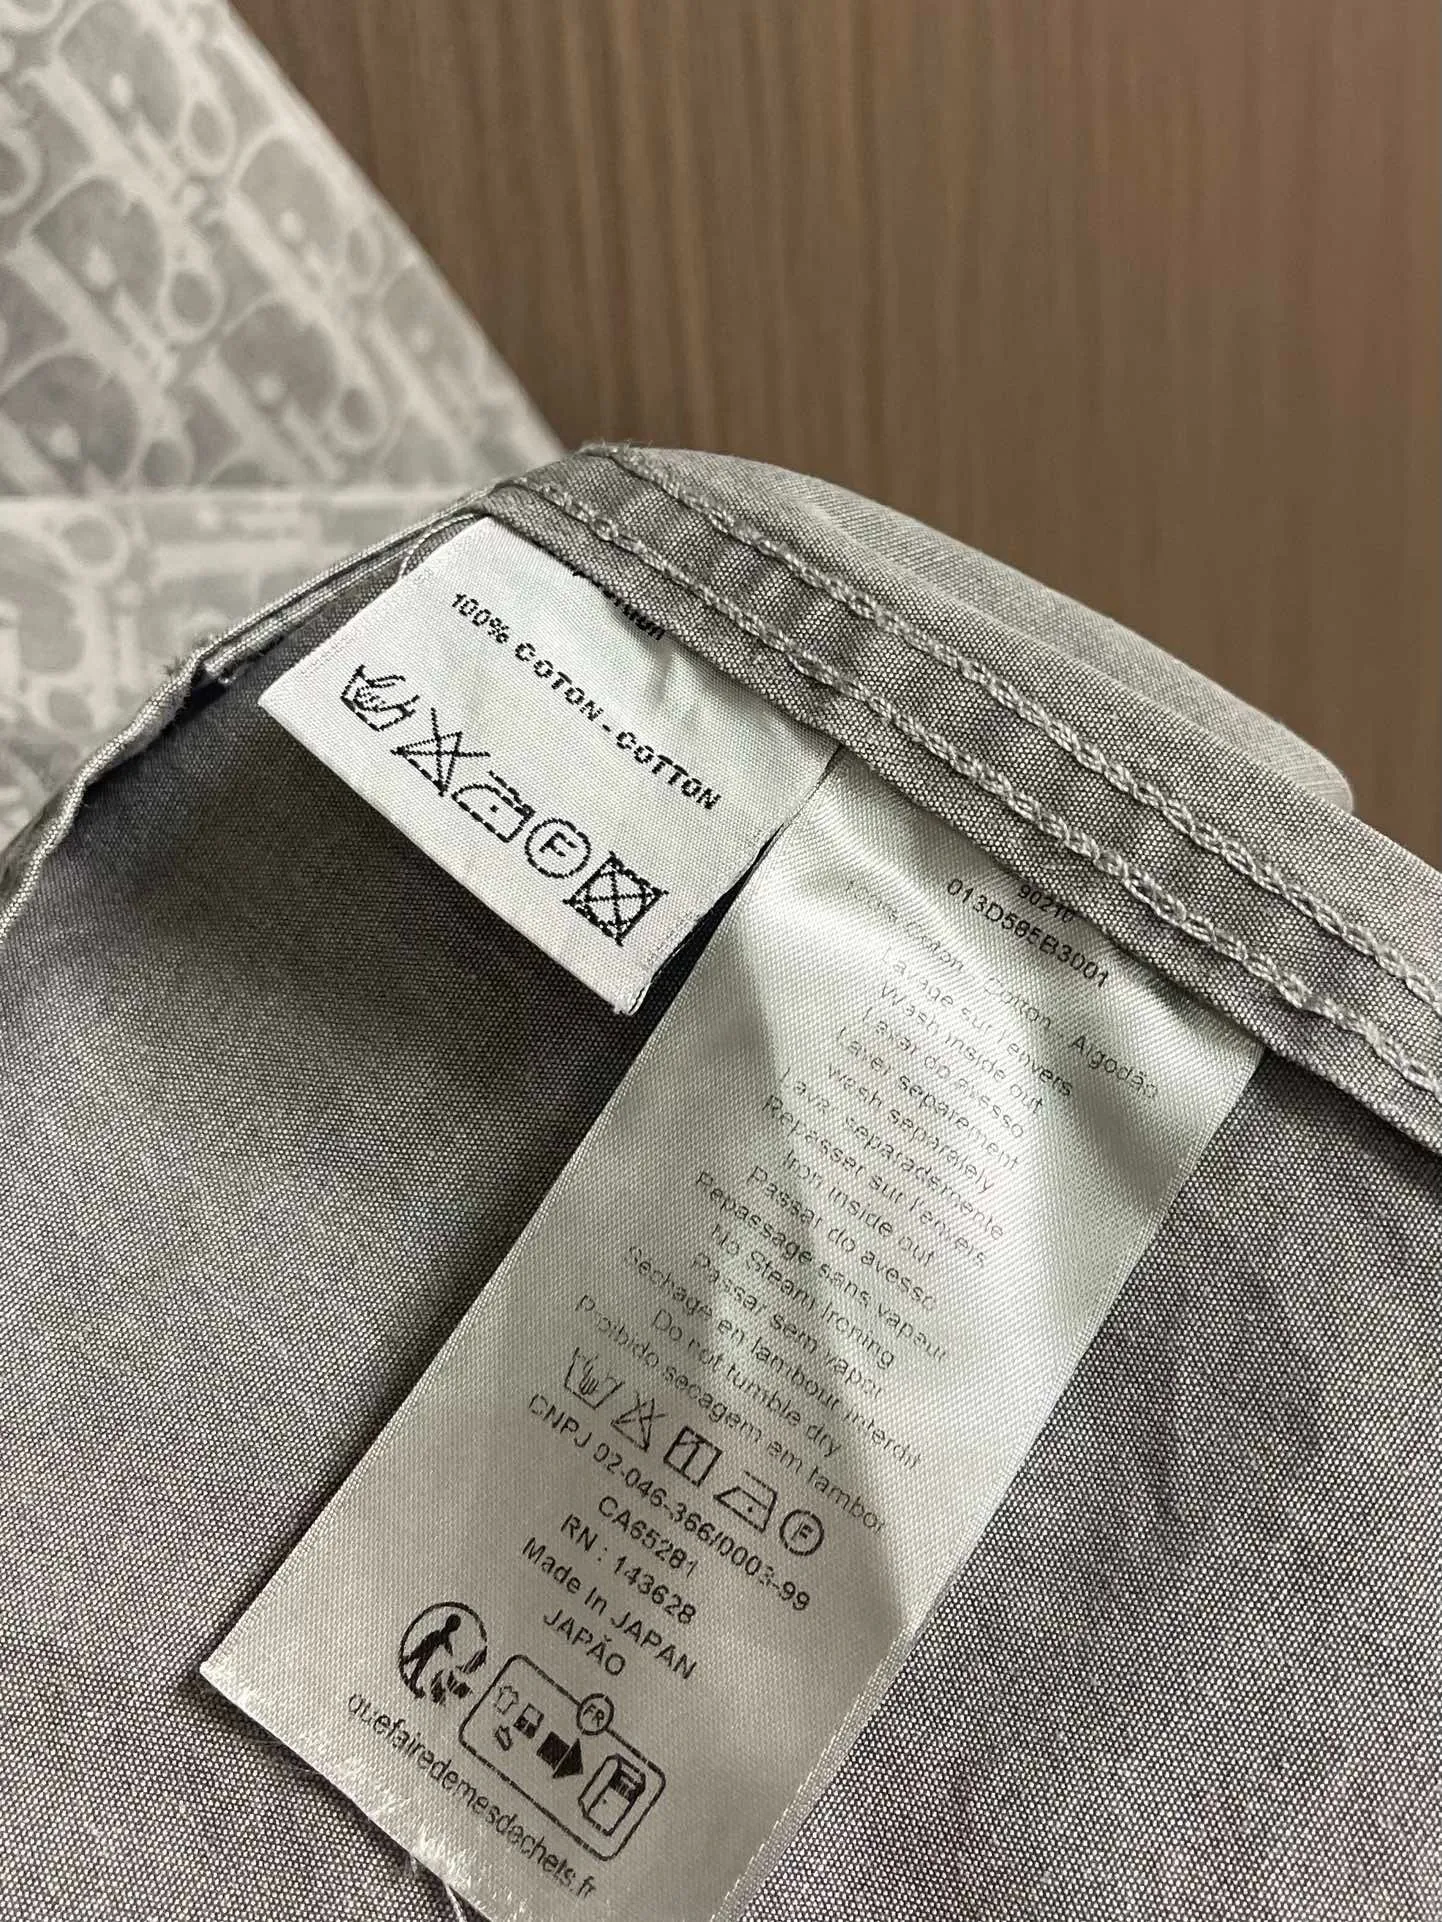 100% COTON - COTTON
F
90210
013D565B3001
Coton - Cotton - Algodão
Lavage sur l'envers
Wash inside out
Lavar do avesso
Laver séparément
Wash separately
Lavar separadamente
Repasser sur l'envers
Iron inside out
Passar do avesso
Repassage sans vapeur
No Steam Ironing
Passar sem vapor
Séchage en tambour interdit
Do not tumble dry
Proibido secagem em tambor
F
CNPJ 02-046-366/0003-99
CA65281
RN : 143628
Made In JAPAN
JAPÃO
FR
quefairedemesdechets.fr